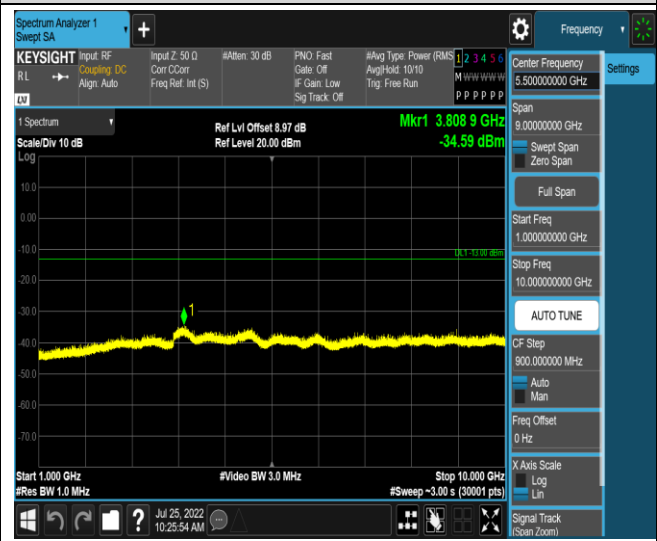 Spectrum Analyzer 1
Swept SA
Frequency
KEYSIGHT
RL
LXI
Input: RF
Coupling: DC
Align: Auto
Input Z: 50 Ω
Corr CCorr
Freq Ref: Int (S)
#Atten: 30 dB
PNO: Fast
Gate: Off
IF Gain: Low
Sig Track: Off
#Avg Type: Power (RMS
Avg|Hold: 10/10
Trig: Free Run
1 2 3 4 5 6
M W W W W W
P P P P P P
Center Frequency
5.500000000 GHz
Settings
Span
9.00000000 GHz
Swept Span
Zero Span
Full Span
Start Freq
1.000000000 GHz
Stop Freq
10.000000000 GHz
AUTO TUNE
CF Step
900.000000 MHz
Auto
Man
Freq Offset
0 Hz
X Axis Scale
Log
Lin
Signal Track
(Span Zoom)
1 Spectrum
Scale/Div 10 dB
Ref Lvl Offset 8.97 dB
Ref Level 20.00 dBm
Mkr1 3.808 9 GHz
-34.59 dBm
Log
10.0
0.00
-10.0
DL1 -13.00 dBm
-20.0
-30.0
1
-40.0
-50.0
-60.0
-70.0
Start 1.000 GHz
#Video BW 3.0 MHz
Stop 10.000 GHz
#Res BW 1.0 MHz
#Sweep ~3.00 s (30001 pts)
?
Jul 25, 2022
10:25:54 AM